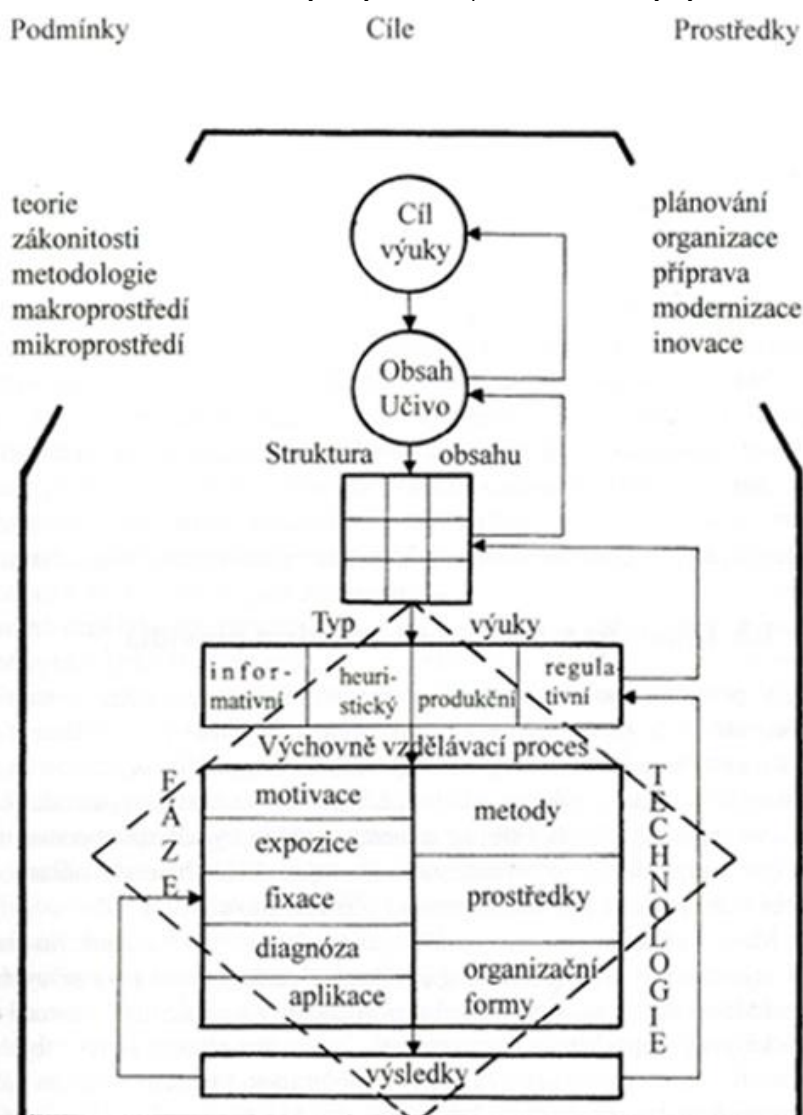 Podmínky Cíle Prostředky
teorie
zákonitosti
metodologie
makroprostředí
mikroprostředí
Cíl
výuky
plánování
organizace
příprava
modernizace
inovace
Obsah
Učivo
Struktura obsahu
Typ výuky
infor-
mativní
heuri-
stický
produkční
regula
tivní
Výchovně vzdělávací proces
FÁZE
motivace
expozice
fixace
diagnóza
aplikace
metody
prostředky
organizační
formy
TECHNOLOGIE
výsledky